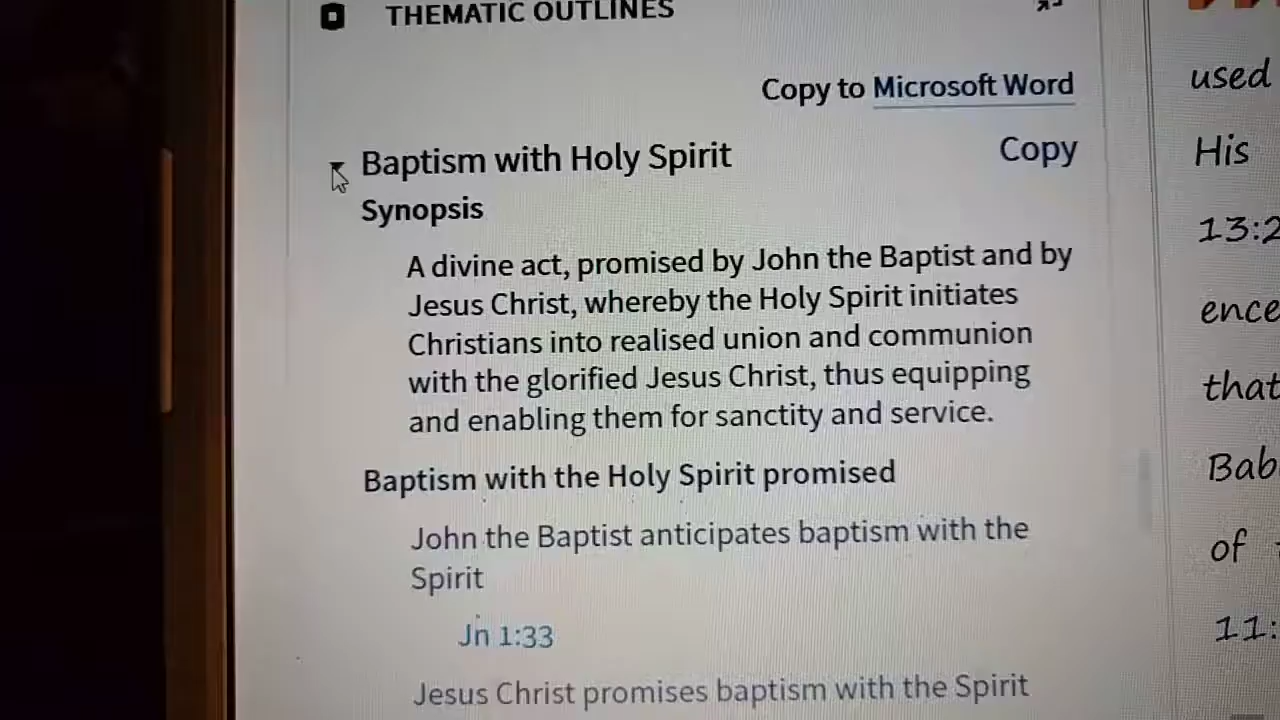 THEMATIC OUTLINES
Copy to Microsoft Word
Baptism with Holy Spirit Copy
Synopsis
A divine act, promised by John the Baptist and by
Jesus Christ, whereby the Holy Spirit initiates
Christians into realised union and communion
with the glorified Jesus Christ, thus equipping
and enabling them for sanctity and service.
Baptism with the Holy Spirit promised
John the Baptist anticipates baptism with the
Spirit
Jn 1:33
Jesus Christ promises baptism with the Spirit
used
His
13:2
ence
that
Bab
of
11: